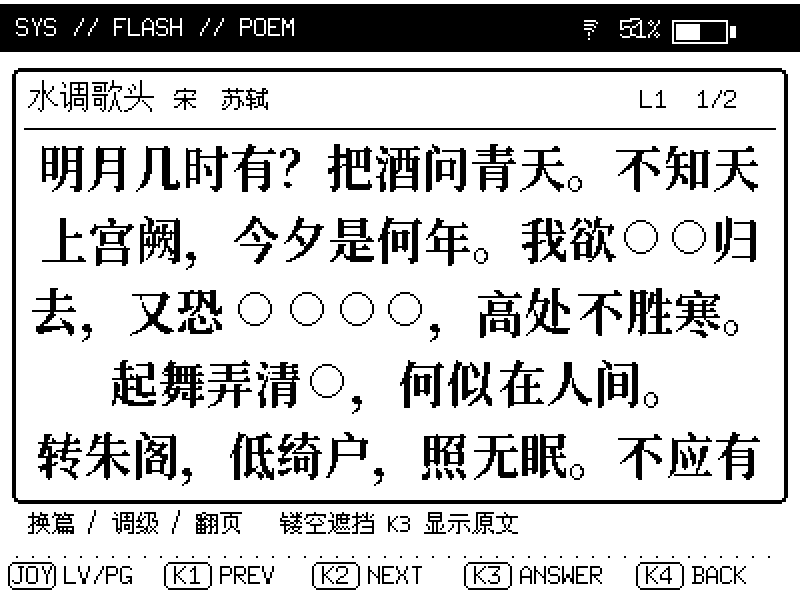 SYS // FLASH // POEM 51%
水调歌头 宋 苏轼 L1 1/2
明月几时有？把酒问青天。不知天
上宫阙，今夕是何年。我欲○○归
去，又恐○○○○，高处不胜寒。
起舞弄清○，何似在人间。
转朱阁，低绮户，照无眠。不应有
换篇 / 调级 / 翻页 镂空遮挡 K3 显示原文
JOY LV/PG K1 PREV K2 NEXT K3 ANSWER K4 BACK